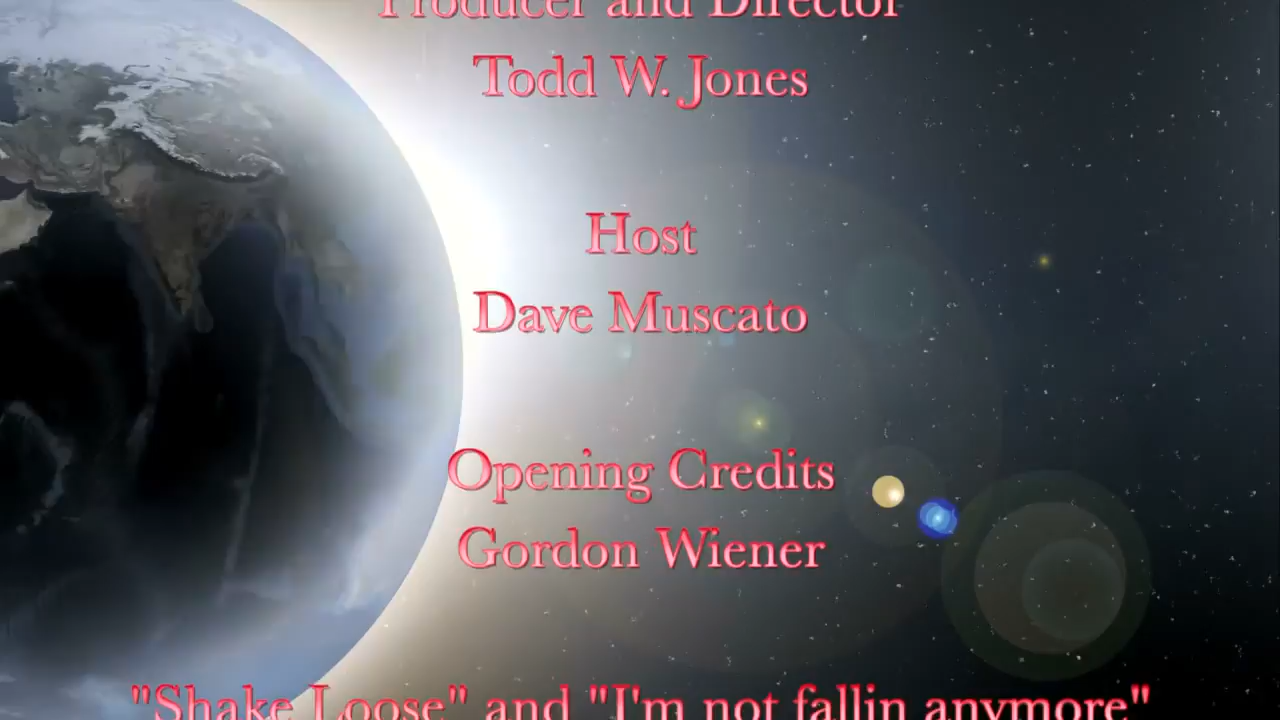 Producer and Director
Todd W. Jones
Host
Dave Muscato
Opening Credits
Gordon Wiener
"Shake Loose" and "I'm not fallin anymore"